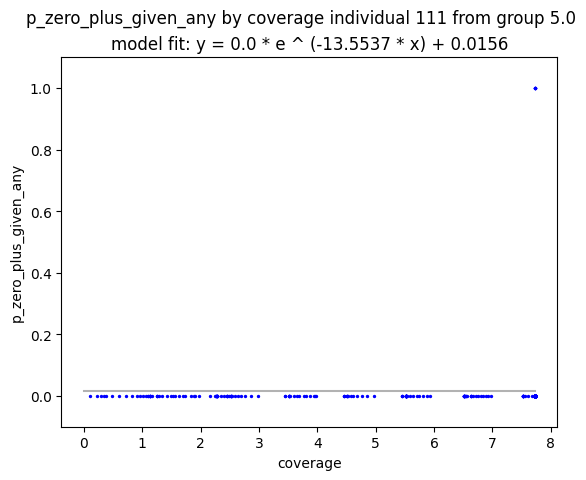 p_zero_plus_given_any by coverage individual 111 from group 5.0
model fit: y = 0.0 * e ^ (-13.5537 * x) + 0.0156
1.0
0.8
0.6
0.4
0.2
0.0
p_zero_plus_given_any
0 1 2 3 4 5 6 7 8
coverage